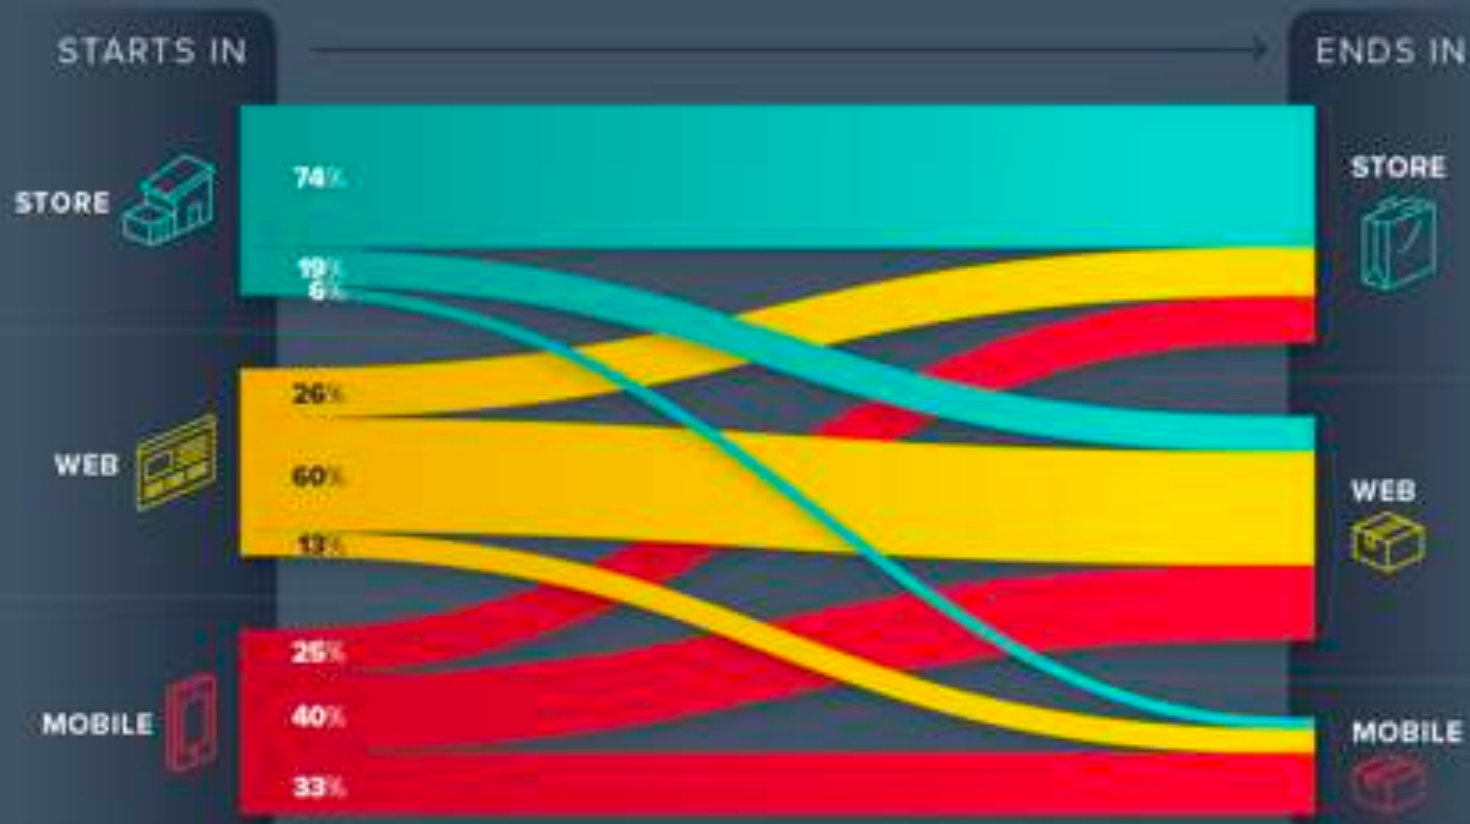 STARTS IN
ENDS IN
STORE
74%
19%
6%
STORE
WEB
26%
60%
13%
WEB
MOBILE
25%
40%
33%
MOBILE